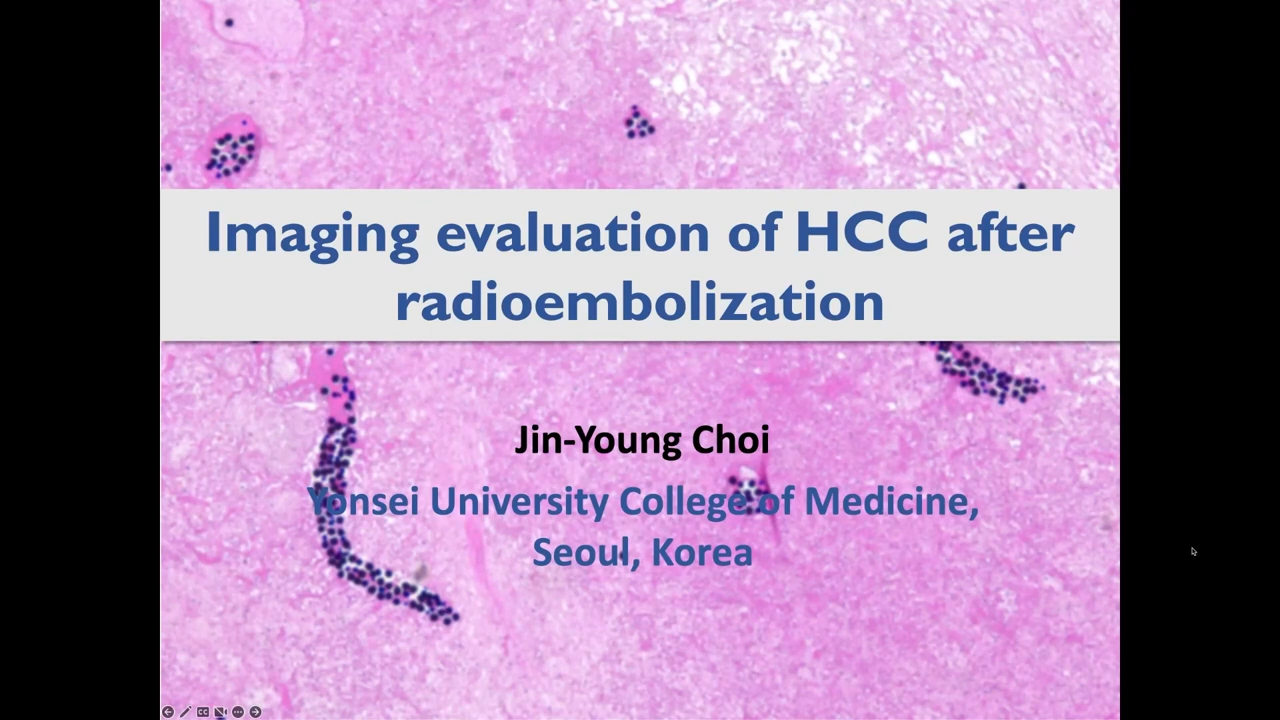 Imaging evaluation of HCC after
radioembolization
Jin-Young Choi
Yonsei University College of Medicine,
Seoul, Korea